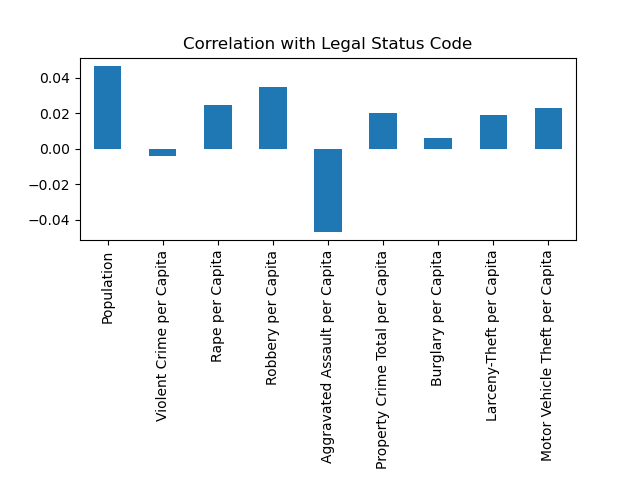 Correlation with Legal Status Code
0.04
0.02
0.00
−0.02
−0.04
Population
Violent Crime per Capita
Rape per Capita
Robbery per Capita
Aggravated Assault per Capita
Property Crime Total per Capita
Burglary per Capita
Larceny-Theft per Capita
Motor Vehicle Theft per Capita